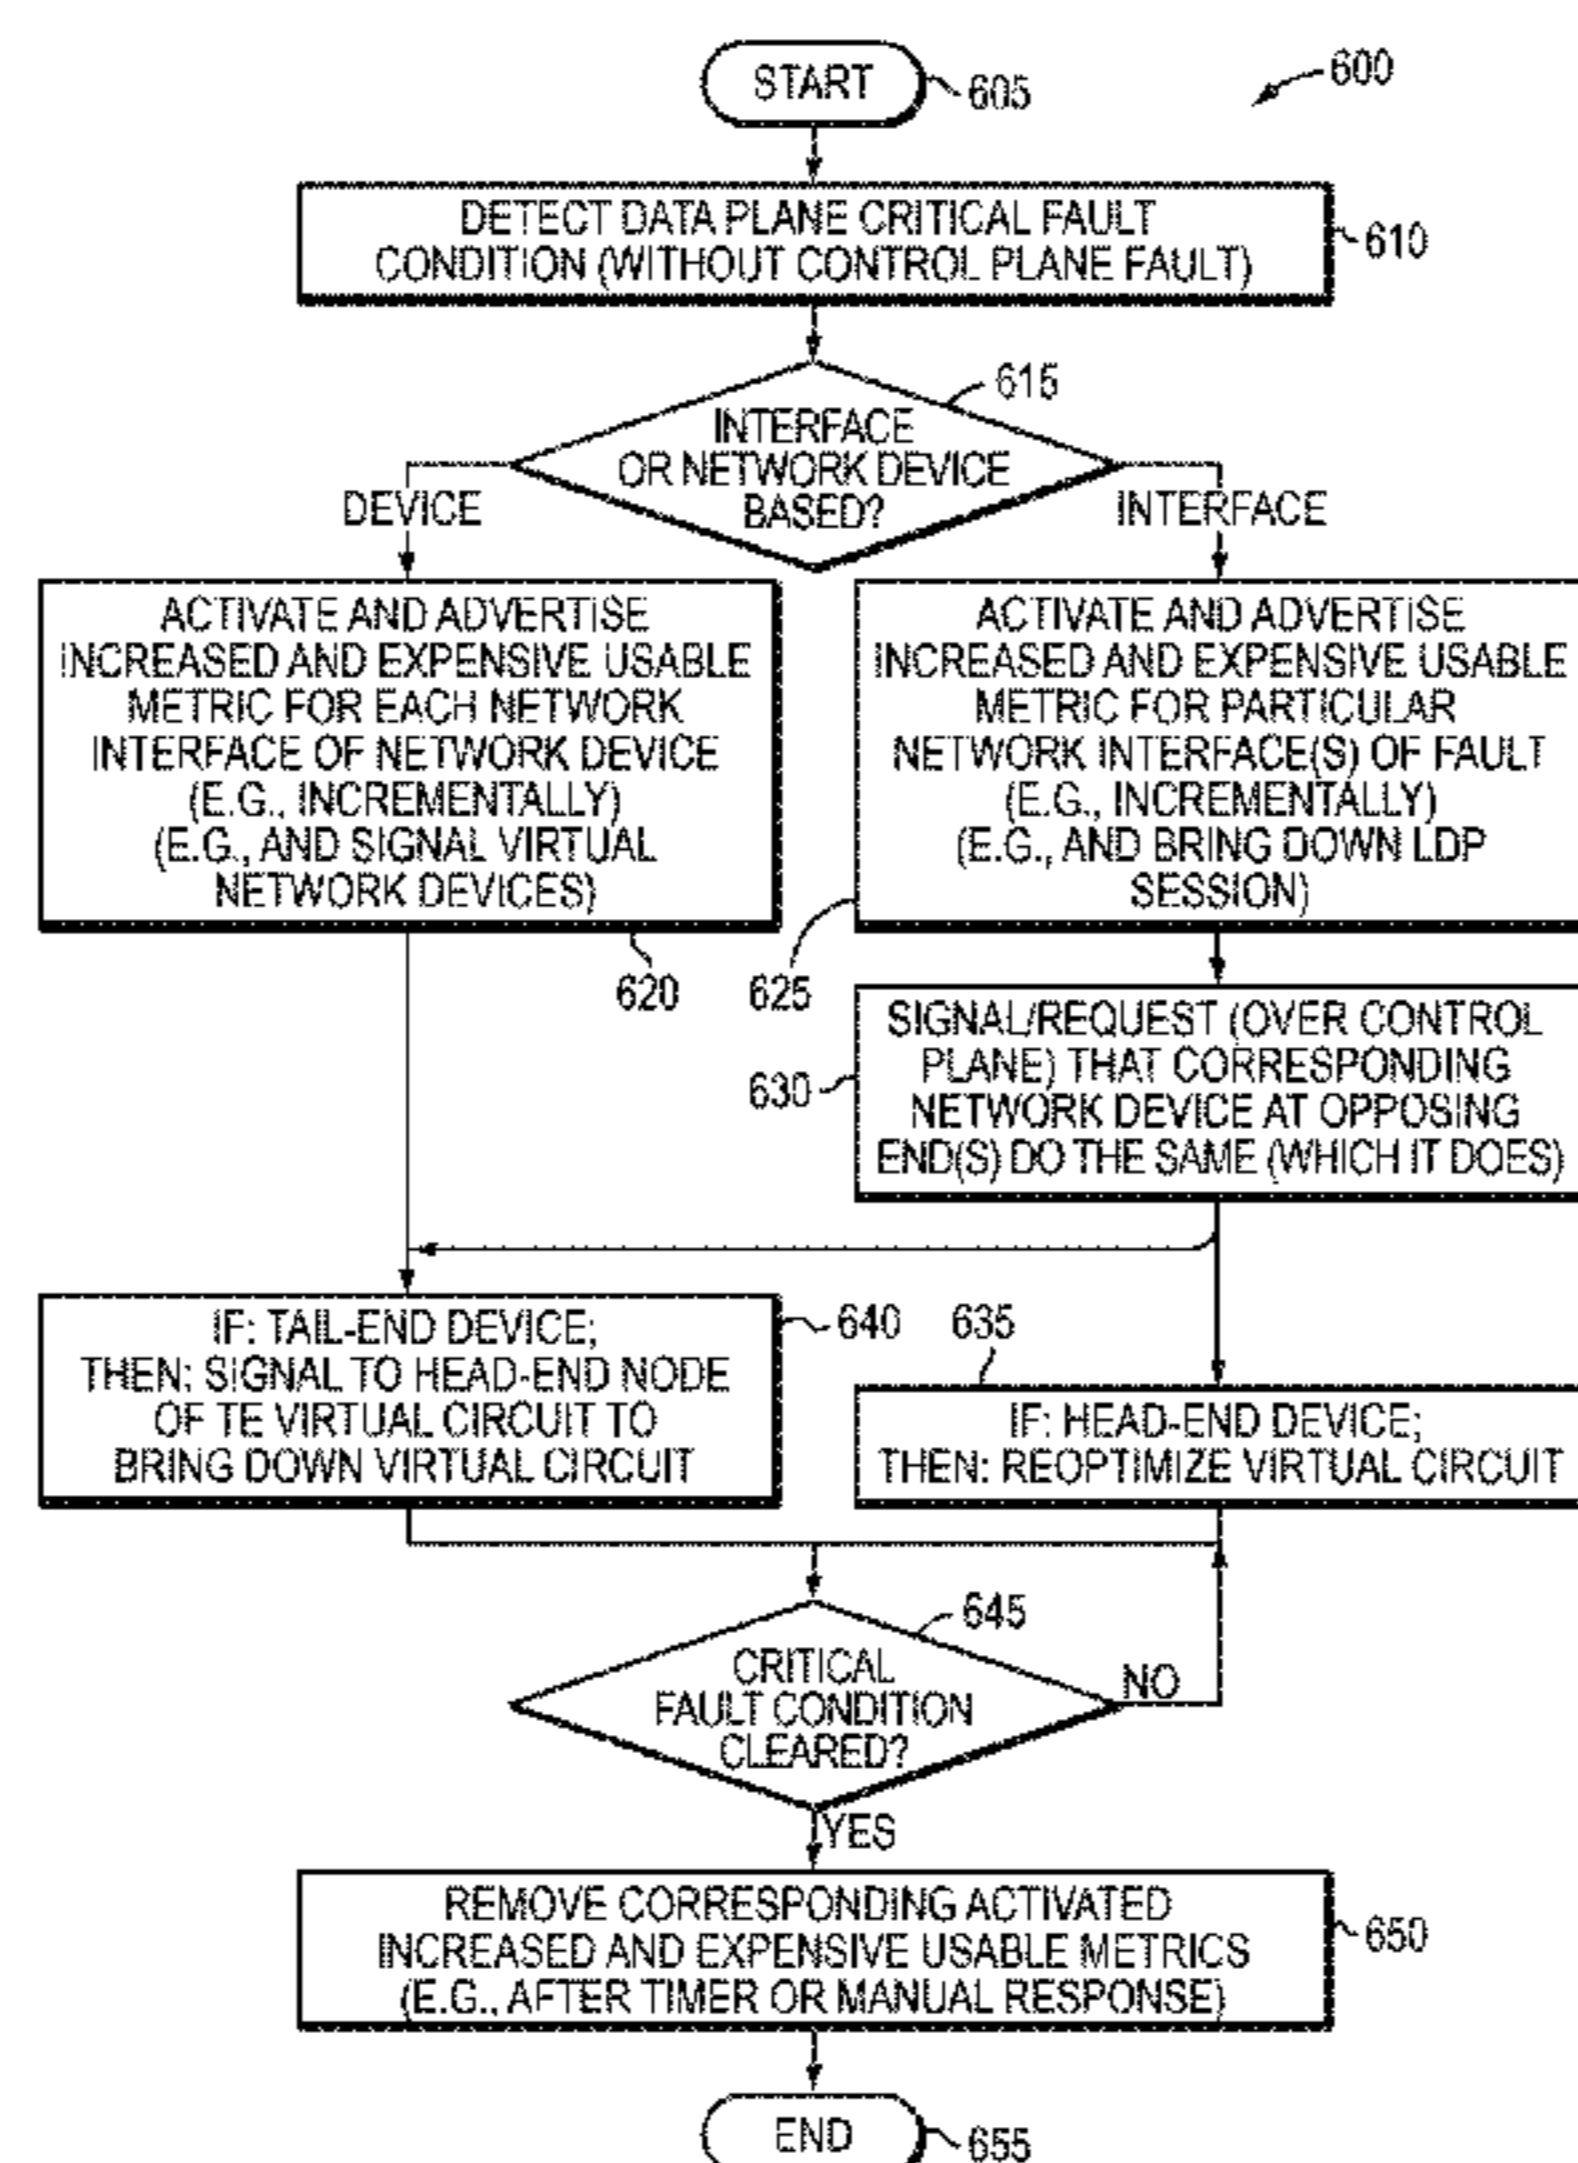 START
605
600
DETECT DATA PLANE CRITICAL FAULT
CONDITION (WITHOUT CONTROL PLANE FAULT)
610
615
INTERFACE
OR NETWORK DEVICE
BASED?
DEVICE
INTERFACE
ACTIVATE AND ADVERTISE
INCREASED AND EXPENSIVE USABLE
METRIC FOR EACH NETWORK
INTERFACE OF NETWORK DEVICE
(E.G., INCREMENTALLY)
(E.G., AND SIGNAL VIRTUAL
NETWORK DEVICES)
620
ACTIVATE AND ADVERTISE
INCREASED AND EXPENSIVE USABLE
METRIC FOR PARTICULAR
NETWORK INTERFACE(S) OF FAULT
(E.G., INCREMENTALLY)
(E.G., AND BRING DOWN LDP
SESSION)
625
SIGNAL/REQUEST (OVER CONTROL
PLANE) THAT CORRESPONDING
NETWORK DEVICE AT OPPOSING
END(S) DO THE SAME (WHICH IT DOES)
630
IF: TAIL-END DEVICE;
THEN: SIGNAL TO HEAD-END NODE
OF TE VIRTUAL CIRCUIT TO
BRING DOWN VIRTUAL CIRCUIT
640
635
IF: HEAD-END DEVICE;
THEN: REOPTIMIZE VIRTUAL CIRCUIT
645
CRITICAL
FAULT CONDITION
CLEARED?
NO
YES
REMOVE CORRESPONDING ACTIVATED
INCREASED AND EXPENSIVE USABLE METRICS
(E.G., AFTER TIMER OR MANUAL RESPONSE)
650
END
655